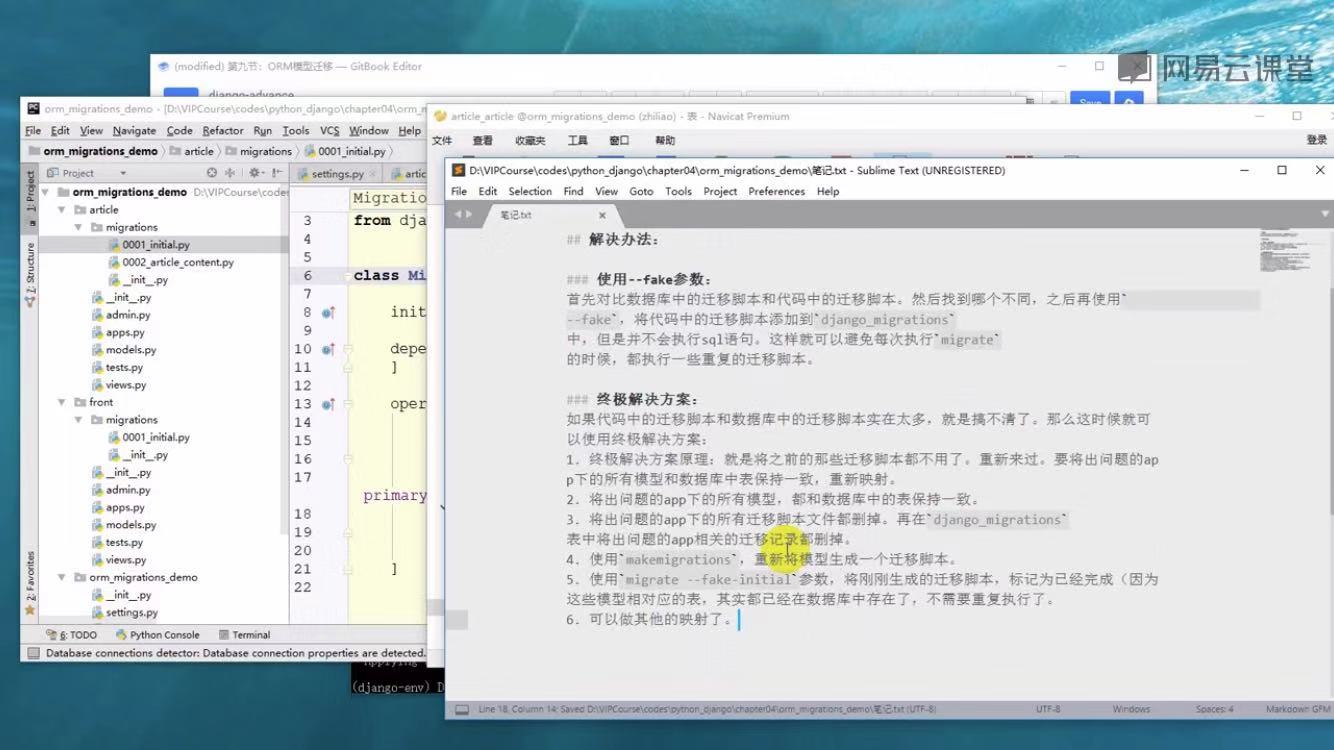 (modified) 第九节：ORM模型迁移 — GitBook Editor
网易云课堂
django-advance
Save
orm_migrations_demo - [D:\VIPCourse\codes\python_django\chapter04\orm_m
File Edit View Navigate Code Refactor Run Tools VCS Window Help
orm_migrations_demo article migrations 0001_initial.py
Project
settings.py
artic
1: Project
Structure
2: Favorites
orm_migrations_demo D:\VIPCourse\codes
article
migrations
0001_initial.py
0002_article_content.py
__init__.py
__init__.py
admin.py
apps.py
models.py
tests.py
views.py
front
migrations
0001_initial.py
__init__.py
__init__.py
admin.py
apps.py
models.py
tests.py
views.py
orm_migrations_demo
__init__.py
settings.py
Migratio
3 from dja
4
5
6 class Mi
7
8 init
9
10 depe
11 ]
12
13 oper
14
15
16
17
primary
18
19
20
21 ]
22
6: TODO Python Console Terminal
Database connections detector: Database connection properties are detected.
Applying
(django-env) D
article_article @orm_migrations_demo (zhiliao) - 表 - Navicat Premium
文件 查看 收藏夹 工具 窗口 帮助 登录
D:\VIPCourse\codes\python_django\chapter04\orm_migrations_demo\笔记.txt - Sublime Text (UNREGISTERED)
File Edit Selection Find View Goto Tools Project Preferences Help
笔记.txt
## 解决办法：
### 使用--fake参数：
首先对比数据库中的迁移脚本和代码中的迁移脚本。然后找到哪个不同，之后再使用`
--fake`，将代码中的迁移脚本添加到`django_migrations`
中，但是并不会执行sql语句。这样就可以避免每次执行`migrate`
的时候，都执行一些重复的迁移脚本。
### 终极解决方案：
如果代码中的迁移脚本和数据库中的迁移脚本实在太多，就是搞不清了。那么这时候就可
以使用终极解决方案：
1. 终极解决方案原理：就是将之前的那些迁移脚本都不用了。重新来过。要将出问题的ap
p下的所有模型和数据库中表保持一致，重新映射。
2. 将出问题的app下的所有模型，都和数据库中的表保持一致。
3. 将出问题的app下的所有迁移脚本文件都删掉。再在`django_migrations`
表中将出问题的app相关的迁移记录都删掉。
4. 使用`makemigrations`，重新将模型生成一个迁移脚本。
5. 使用`migrate --fake-initial`参数，将刚刚生成的迁移脚本，标记为已经完成（因为
这些模型相对应的表，其实都已经在数据库中存在了，不需要重复执行了。
6. 可以做其他的映射了。
Line 18, Column 14; Saved D:\VIPCourse\codes\python_django\chapter04\orm_migrations_demo\笔记.txt (UTF-8) UTF-8 Windows Spaces: 4 Markdown GFM